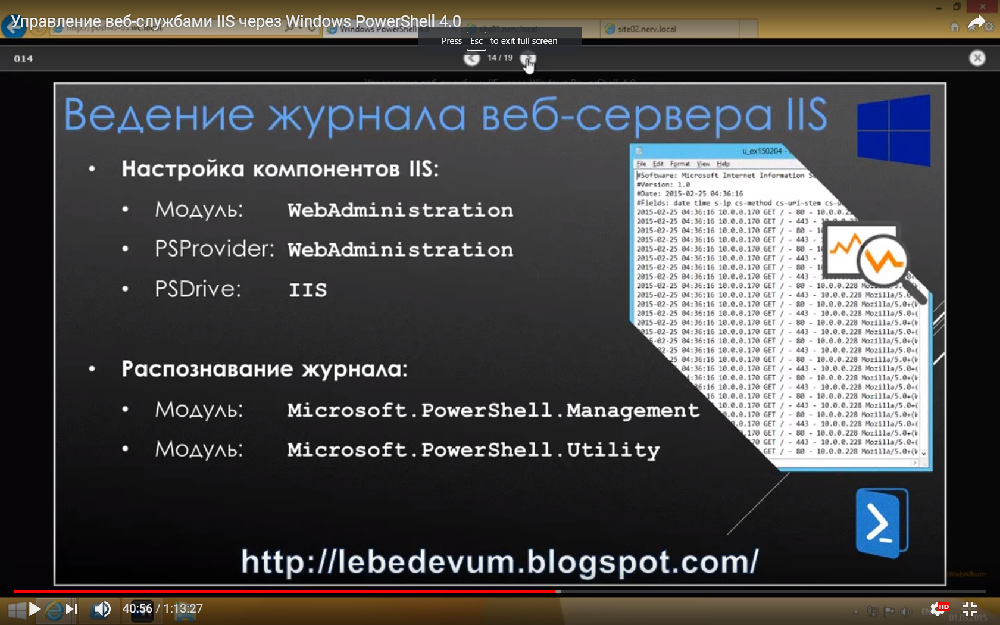 Управление веб-службами IIS через Windows PowerShell 4.0
Windows PowerShell 4.0
site01.nerv.local
site02.nerv.local
Press Esc to exit full screen
014
14 / 19
Ведение журнала веб-сервера IIS
• Настройка компонентов IIS:
• Модуль: WebAdministration
• PSProvider: WebAdministration
• PSDrive: IIS
• Распознавание журнала:
• Модуль: Microsoft.PowerShell.Management
• Модуль: Microsoft.PowerShell.Utility
u_ex150204 -
File Edit Format View Help
#Software: Microsoft Internet Information
#Version: 1.0
#Date: 2015-02-25 04:36:16
#Fields: date time s-ip cs-method cs-uri-stem
2015-02-25 04:36:16 10.0.0.170 GET / - 80 -
2015-02-25 04:36:16 10.0.0.170 GET / - 443 -
2015-02-25 04:36:16 10.0.0.170 GET / - 80 -
2015-02-25 04:36:16 10.0.0.170 GET / - 443 -
2015-02-25 04:36:16 10.0.0.170 GET / - 80 -
2015-02-25 04:36:16 10.0.0.170 GET / - 443 -
2015-02-25 04:36:16 10.0.0.170 GET / - 80 -
2015-02-25 04:36:16 10.0.0.170 GET / - 443 -
2015-02-25 04:36:16 10.0.0.170 GET / - 80 - 10.0.0.228
2015-02-25 04:36:16 10.0.0.170 GET / - 443 - 10.0.0.228 Mozilla/5.0+
2015-02-25 04:36:16 10.0.0.170 GET / - 80 - 10.0.0.228 Mozilla/5.0+(W
2015-02-25 04:36:16 10.0.0.170 GET / - 443 - 10.0.0.228 Mozilla/5.0+(
2015-02-25 04:36:16 10.0.0.170 GET / - 80 - 10.0.0.228 Mozilla/5.0+(W
015-02-25 04:36:16 10.0.0.170 GET / - 443 - 10.0.0.228 Mozilla/5.0+(
5-02-25 04:36:16 10.0.0.170 GET / - 80 - 10.0.0.228 Mozilla/5.0+(W
02-25 04:36:16 10.0.0.170 GET / - 443 - 10.0.0.228 Mozilla/5.0+(
25 04:36:16 10.0.0.170 GET / - 80 - 10.0.0.228 Mozilla/5.0+(W
04:36:16 10.0.0.170 GET / - 443 - 10.0.0.228 Mozilla/5.0+(
4:36:16 10.0.0.170 GET / - 80 - 10.0.0.228 Mozilla/5.0+(W
36:16 10.0.0.170 GET / - 443 - 10.0.0.228 Mozilla/5.0+(
16 10.0.0.170 GET / - 80 - 10.0.0.228 Mozilla/5.0+(W
10.0.0.170 GET / - 443 - 10.0.0.228 Mozilla/5.0+(
0.0.170 GET / - 80 - 10.0.0.228 Mozilla/5.0+(W
0.0.170 GET / - 443 - 10.0.0.228 Mozilla/5.0+(
.170 GET / - 80 - 10.0.0.228 Mozilla/5.0+(W
70 GET / - 443 - 10.0.0.228 Mozilla/5.0+(
GET / - 80 - 10.0.0.228 Mozilla/5.0+(W
http://lebedevum.blogspot.com/
WebAlbum
40:56 / 1:13:27
HD
01.03.2015